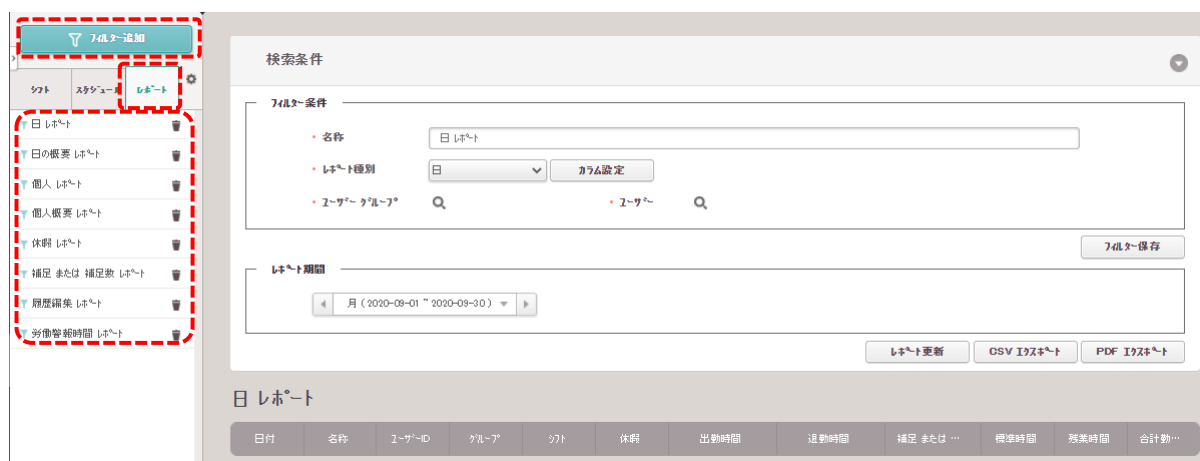 フィルター追加
シフト スケジュール レポート
日 レポート
日の概要 レポート
個人 レポート
個人概要 レポート
休暇 レポート
補足 または 補足数 レポート
履歴編集 レポート
労働警報時間 レポート
検索条件
フィルター条件
• 名称 日 レポート
• レポート種別 日 カラム設定
• ユーザー グループ • ユーザー
フィルター保存
レポート期間
月 ( 2020-09-01 ~ 2020-09-30 )
レポート更新 CSV エクスポート PDF エクスポート
日 レポート
日付 名称 ユーザーID グループ シフト 休暇 出勤時間 退勤時間 補足 または … 標準時間 残業時間 合計勤…